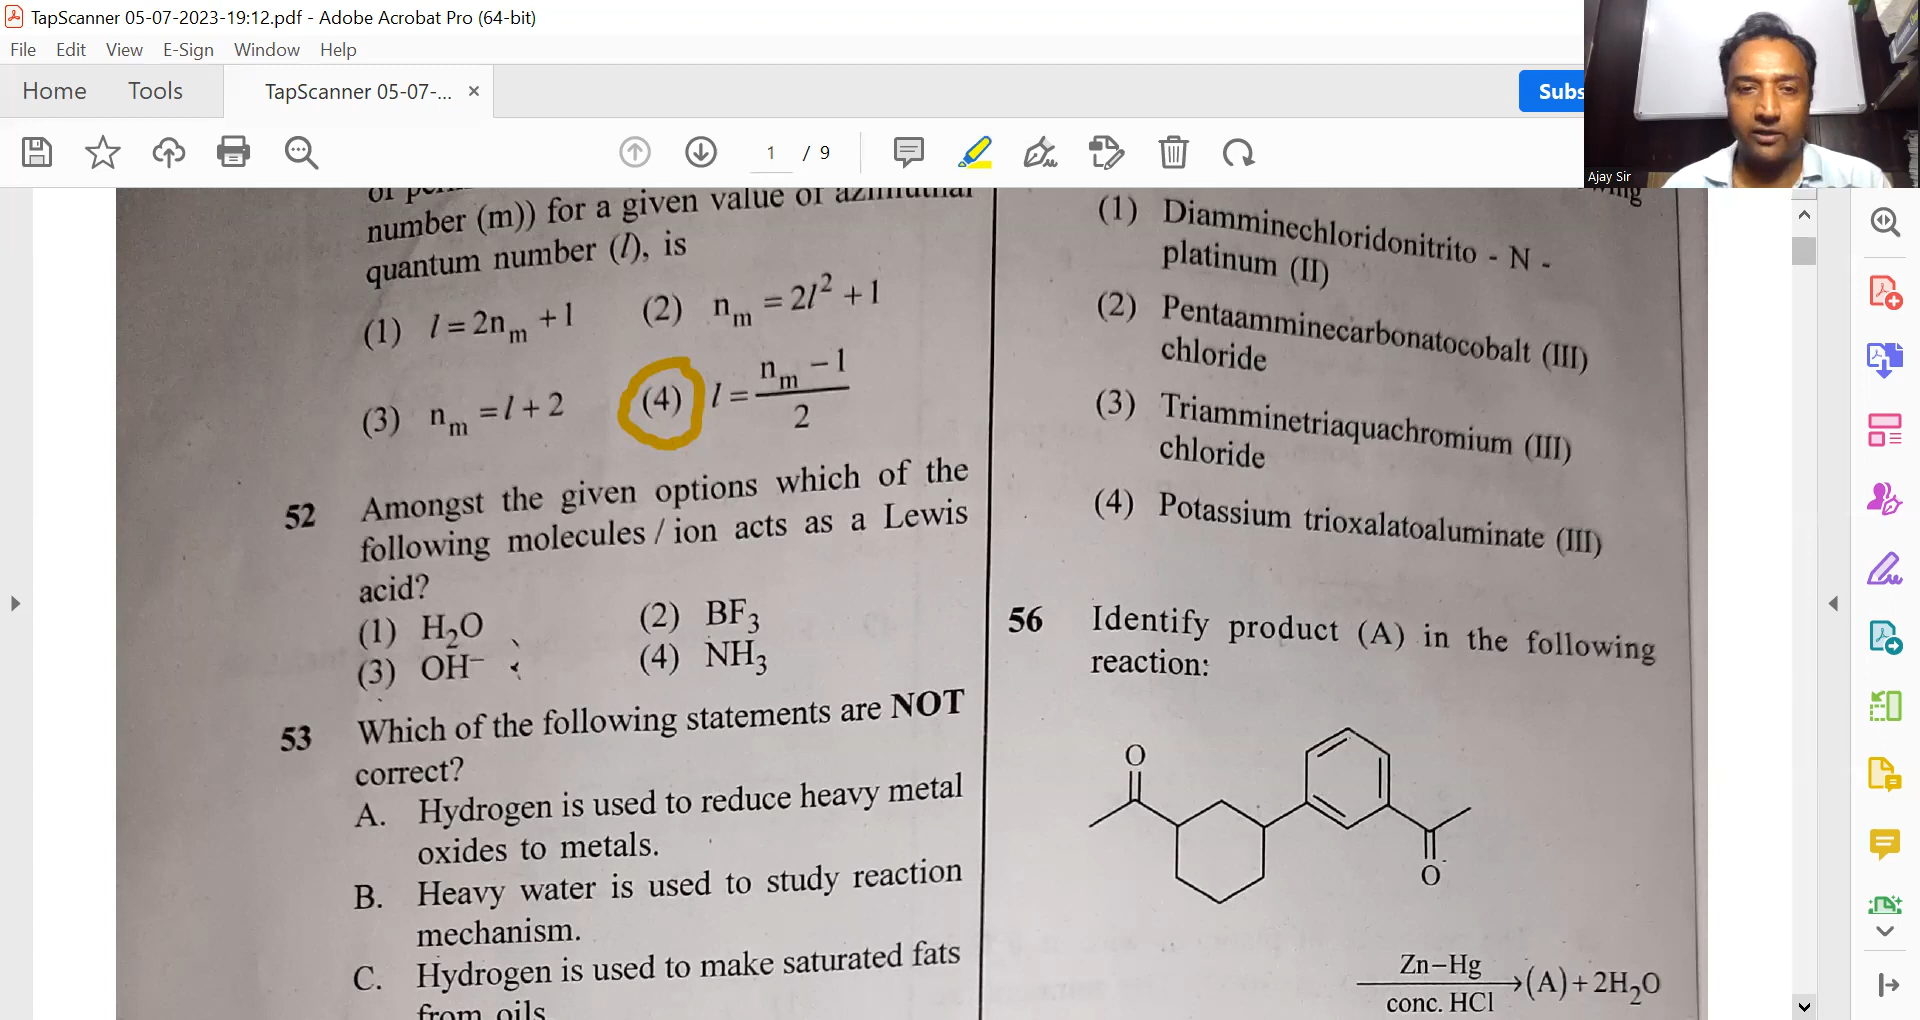 TapScanner 05-07-2023-19:12.pdf - Adobe Acrobat Pro (64-bit)
File Edit View E-Sign Window Help
Home Tools TapScanner 05-07-... ×
1 / 9
Ajay Sir
number (m)) for a given value of azimuthal
quantum number (l), is
(1) l = 2nₘ + 1 (2) nₘ = 2l² + 1
(3) nₘ = l + 2 (4) l = (nₘ − 1)/2
52 Amongst the given options which of the
following molecules / ion acts as a Lewis
acid?
(1) H₂O (2) BF₃
(3) OH⁻ (4) NH₃
53 Which of the following statements are NOT
correct?
A. Hydrogen is used to reduce heavy metal
oxides to metals.
B. Heavy water is used to study reaction
mechanism.
C. Hydrogen is used to make saturated fats
from oils.
(1) Diamminechloridonitrito - N -
platinum (II)
(2) Pentaamminecarbonatocobalt (III)
chloride
(3) Triamminetriaquachromium (III)
chloride
(4) Potassium trioxalatoaluminate (III)
56 Identify product (A) in the following
reaction:
O
O
Zn–Hg
conc. HCl
→(A) + 2H₂O